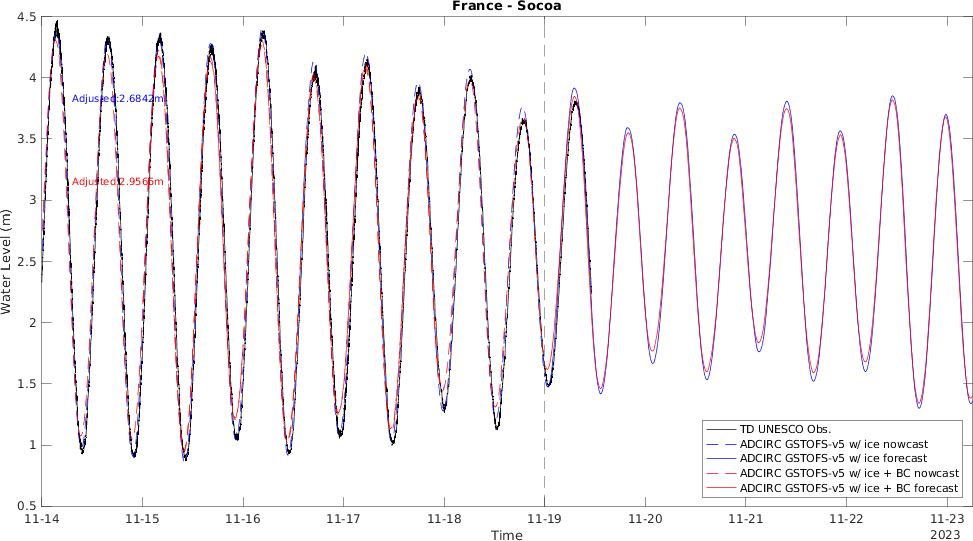 France - Socoa
4.5
4
3.5
3
2.5
2
1.5
1
0.5
Water Level (m)
Adjusted:2.6842m
Adjusted:2.9566m
TD UNESCO Obs.
ADCIRC GSTOFS-v5 w/ ice nowcast
ADCIRC GSTOFS-v5 w/ ice forecast
ADCIRC GSTOFS-v5 w/ ice + BC nowcast
ADCIRC GSTOFS-v5 w/ ice + BC forecast
11-14 11-15 11-16 11-17 11-18 11-19 11-20 11-21 11-22 11-23
2023
Time